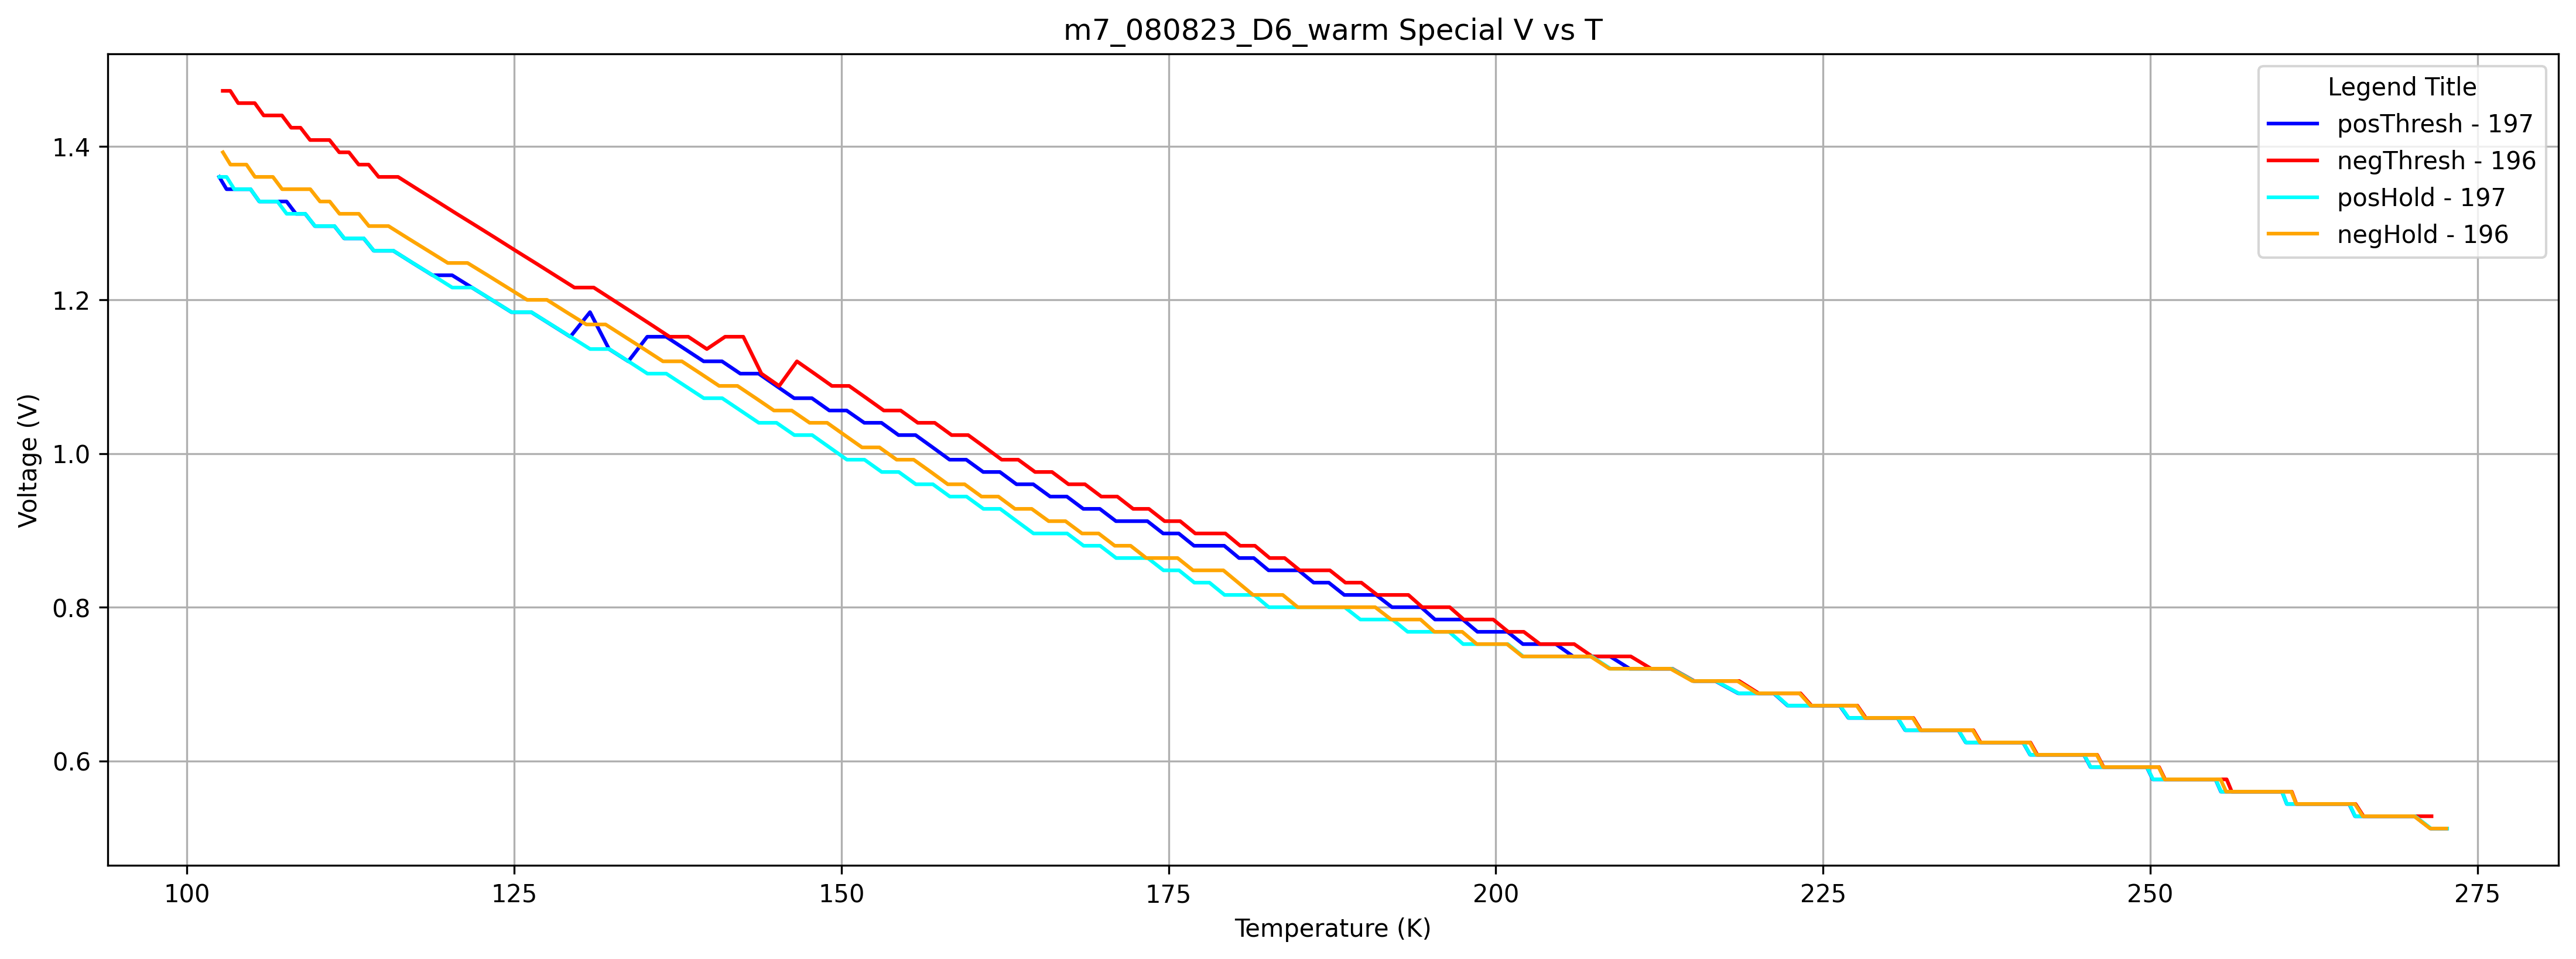 m7_080823_D6_warm Special V vs T
Legend Title
posThresh - 197
negThresh - 196
posHold - 197
negHold - 196
Voltage (V)
1.4
1.2
1.0
0.8
0.6
100 125 150 175 200 225 250 275
Temperature (K)